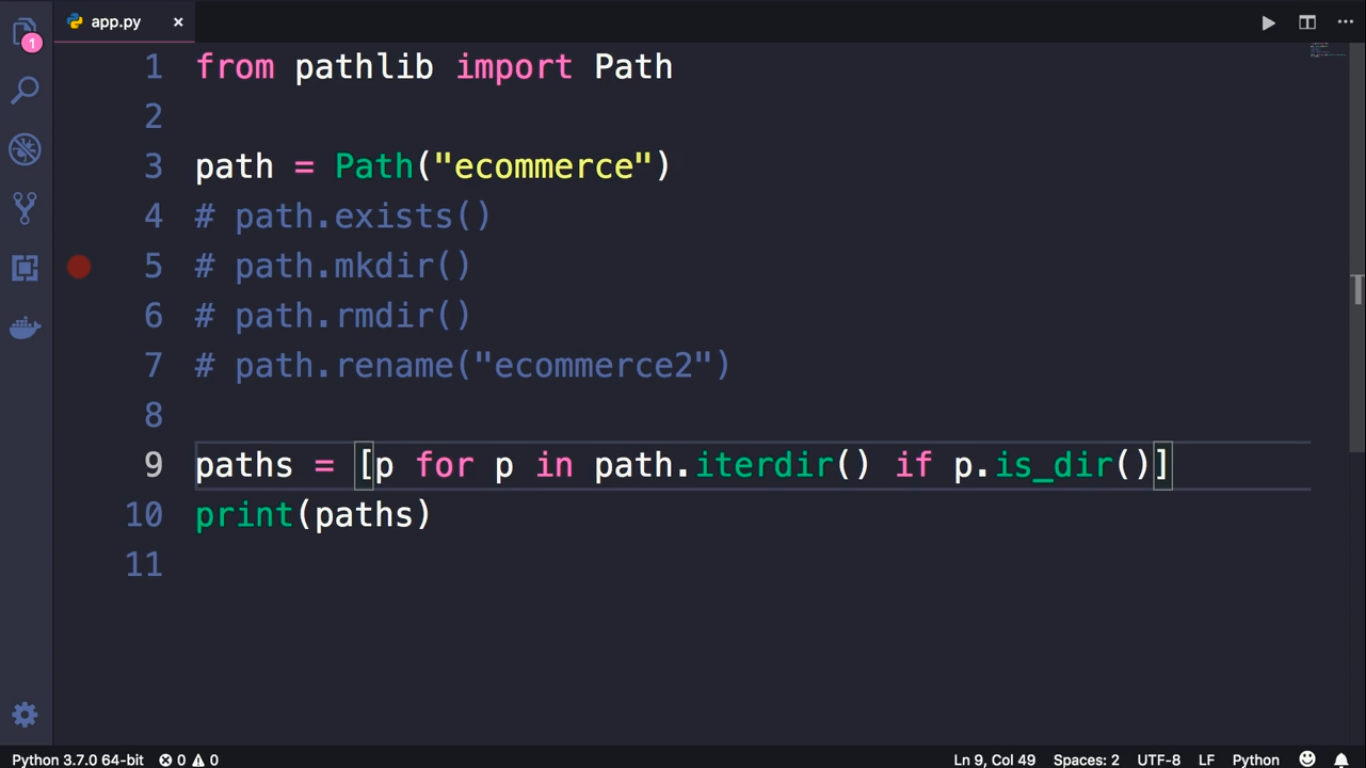 app.py ×
1
1 from pathlib import Path
2
3 path = Path("ecommerce")
4 # path.exists()
5 # path.mkdir()
6 # path.rmdir()
7 # path.rename("ecommerce2")
8
9 paths = [p for p in path.iterdir() if p.is_dir()]
10 print(paths)
11
Python 3.7.0 64-bit 0 0 Ln 9, Col 49 Spaces: 2 UTF-8 LF Python